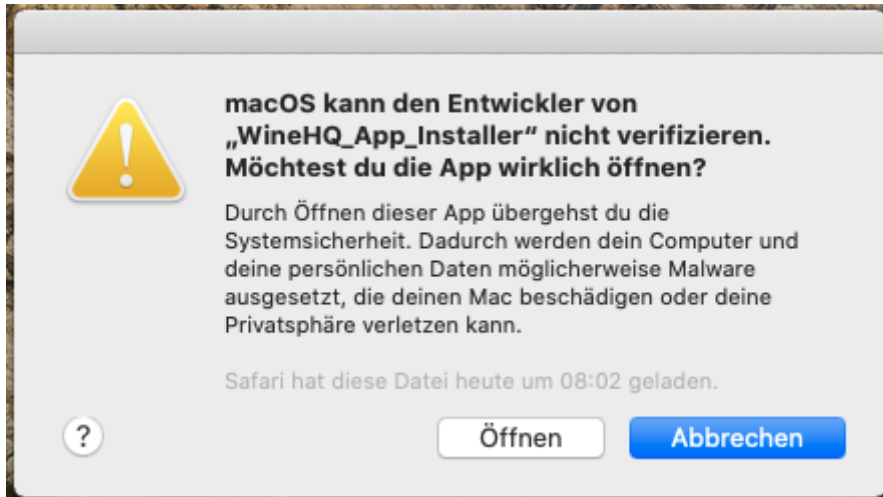 macOS kann den Entwickler von
„WineHQ_App_Installer“ nicht verifizieren.
Möchtest du die App wirklich öffnen?
Durch Öffnen dieser App übergehst du die
Systemsicherheit. Dadurch werden dein Computer und
deine persönlichen Daten möglicherweise Malware
ausgesetzt, die deinen Mac beschädigen oder deine
Privatsphäre verletzen kann.
Safari hat diese Datei heute um 08:02 geladen.
?
Öffnen
Abbrechen